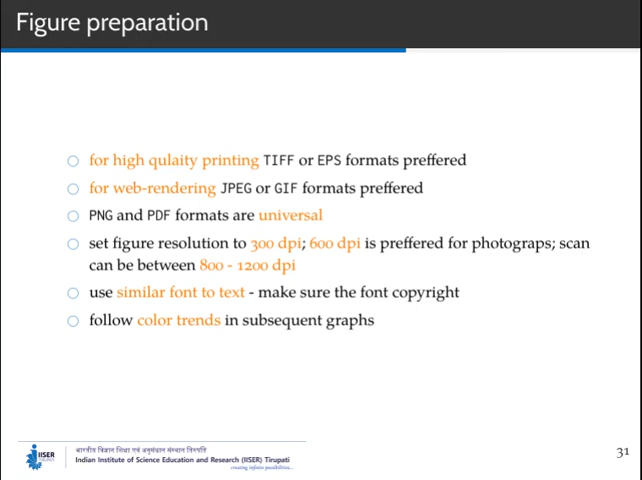 Figure preparation
for high qulaity printing TIFF or EPS formats preffered
for web-rendering JPEG or GIF formats preffered
PNG and PDF formats are universal
set figure resolution to 300 dpi; 600 dpi is preffered for photograps; scan
can be between 800 - 1200 dpi
use similar font to text - make sure the font copyright
follow color trends in subsequent graphs
IISER
TIRUPATI
भारतीय विज्ञान शिक्षा एवं अनुसंधान संस्थान तिरुपति
Indian Institute of Science Education and Research (IISER) Tirupati
creating infinite possibilities...
31